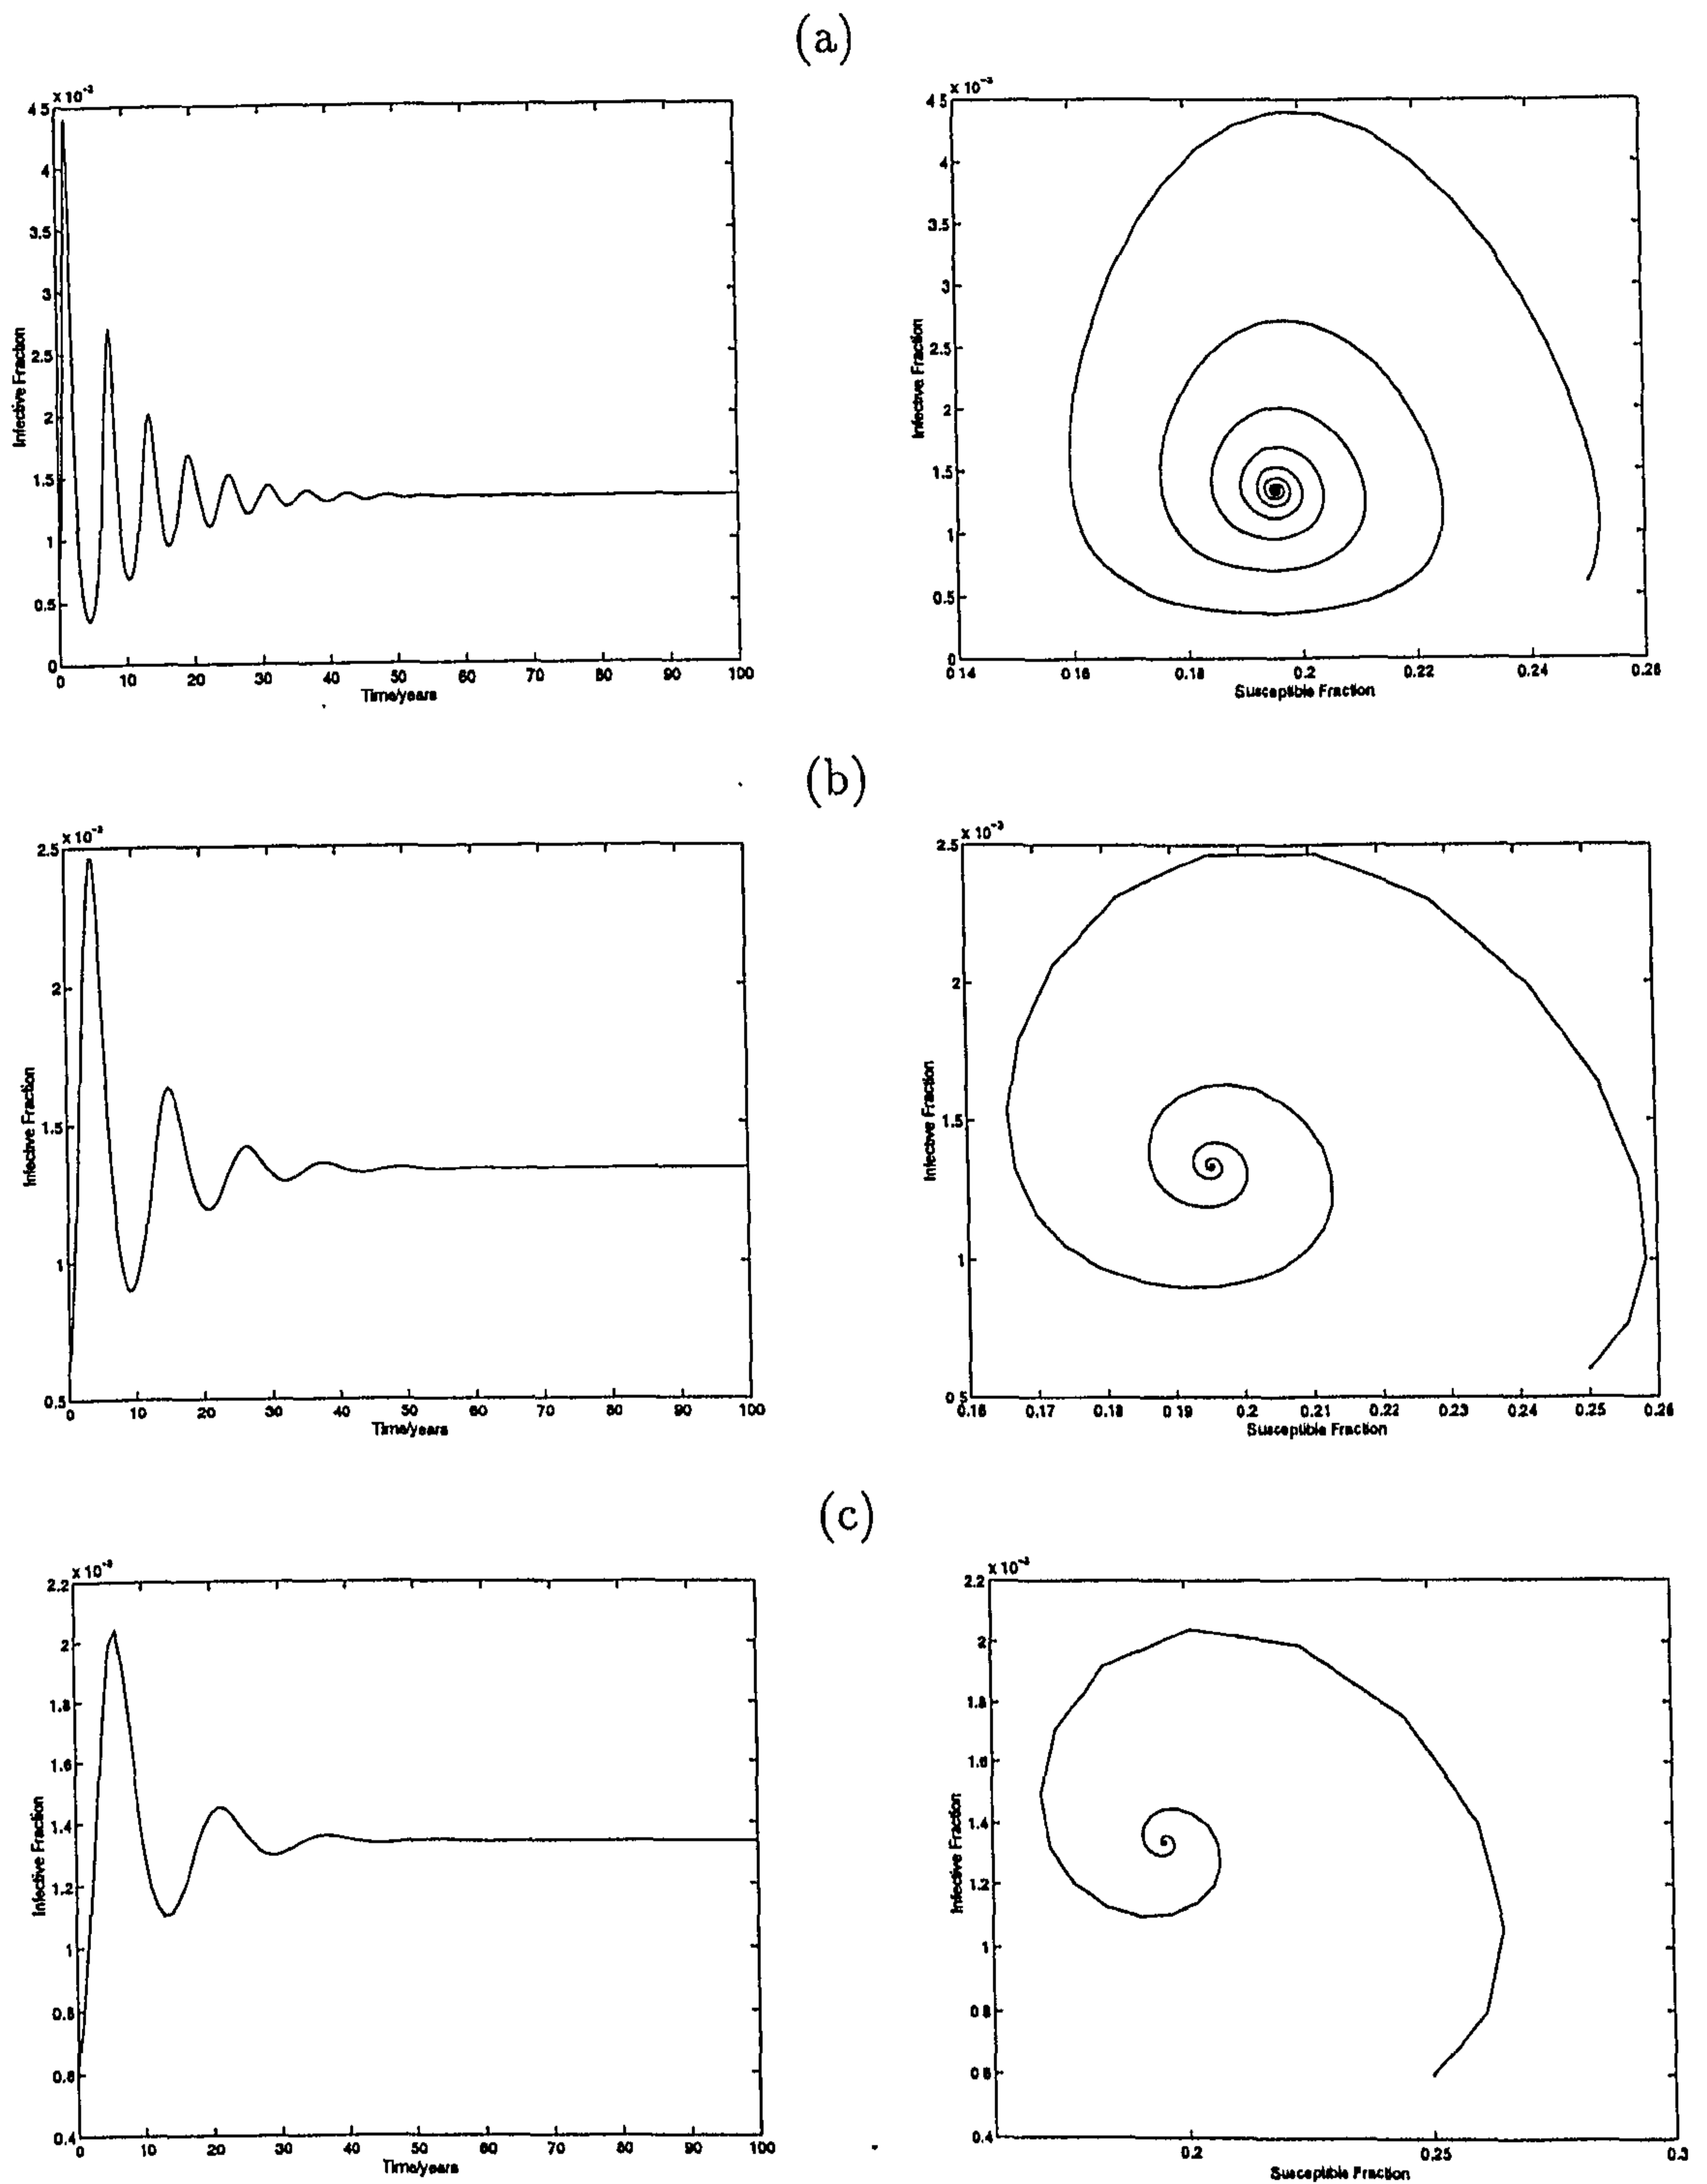 (a)
x 10⁻³
4 5
4
3.5
3
2.5
2
1.5
1
0.5
0
Infective Fraction
0 10 20 30 40 50 60 70 80 90 100
Time/years
x 10⁻³
4 5
4
3.5
3
2.5
2
1.5
1
0.5
0
Infective Fraction
0 14 0.16 0.18 0.2 0.22 0.24 0.26
Susceptible Fraction
(b)
x 10⁻³
2.5
2
1.5
1
0.5
Infective Fraction
0 10 20 30 40 50 60 70 80 90 100
Time/years
x 10⁻³
2.5
2
1.5
1
0 5
Infective Fraction
0.16 0.17 0.18 0 19 0.2 0.21 0.22 0.23 0.24 0.25 0.26
Susceptible Fraction
(c)
x 10⁻³
2.2
2
1.8
1.6
1.4
1.2
1
0.8
0.6
0.4
Infective Fraction
0 10 20 30 40 50 60 70 80 90 100
Time/years
x 10⁻³
2.2
2
1.8
1.6
1.4
1.2
1
0 8
0 6
0.4
Infective Fraction
0.2 0.25 0.3
Susceptible Fraction